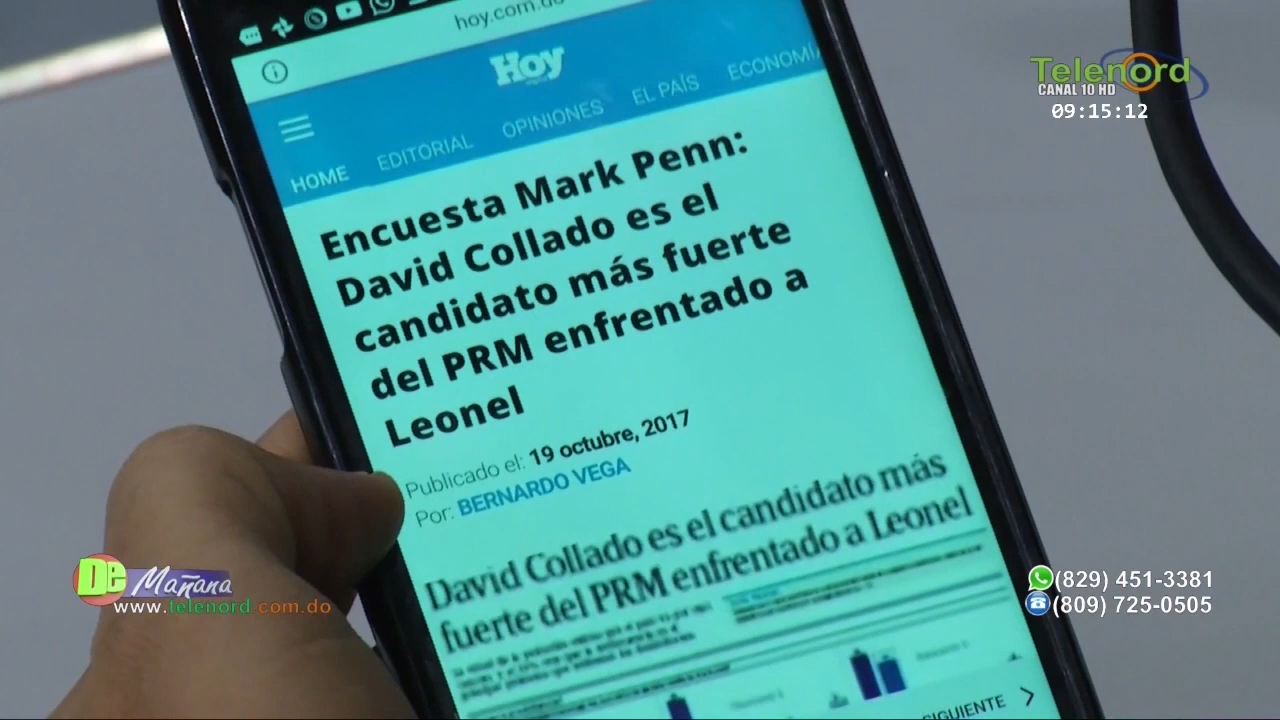 hoy.com.do
Hoy
HOME EDITORIAL OPINIONES EL PAÍS ECONOMÍA
Encuesta Mark Penn:
David Collado es el
candidato más fuerte
del PRM enfrentado a
Leonel
Publicado el: 19 octubre, 2017
Por: BERNARDO VEGA
David Collado es el candidato más
fuerte del PRM enfrentado a Leonel
SIGUIENTE
Telenord
CANAL 10 HD
09:15:12
De Mañana
www.telenord.com.do
(829) 451-3381
(809) 725-0505